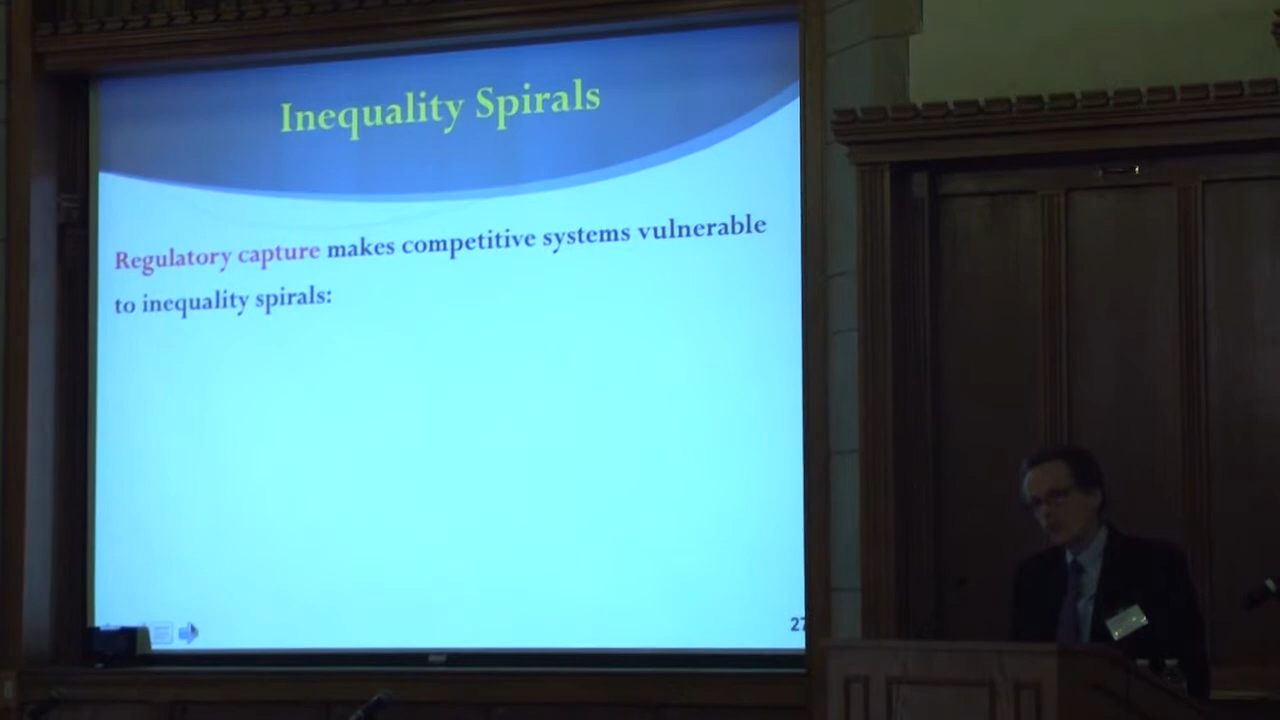 Inequality Spirals
Regulatory capture makes competitive systems vulnerable
to inequality spirals:
27